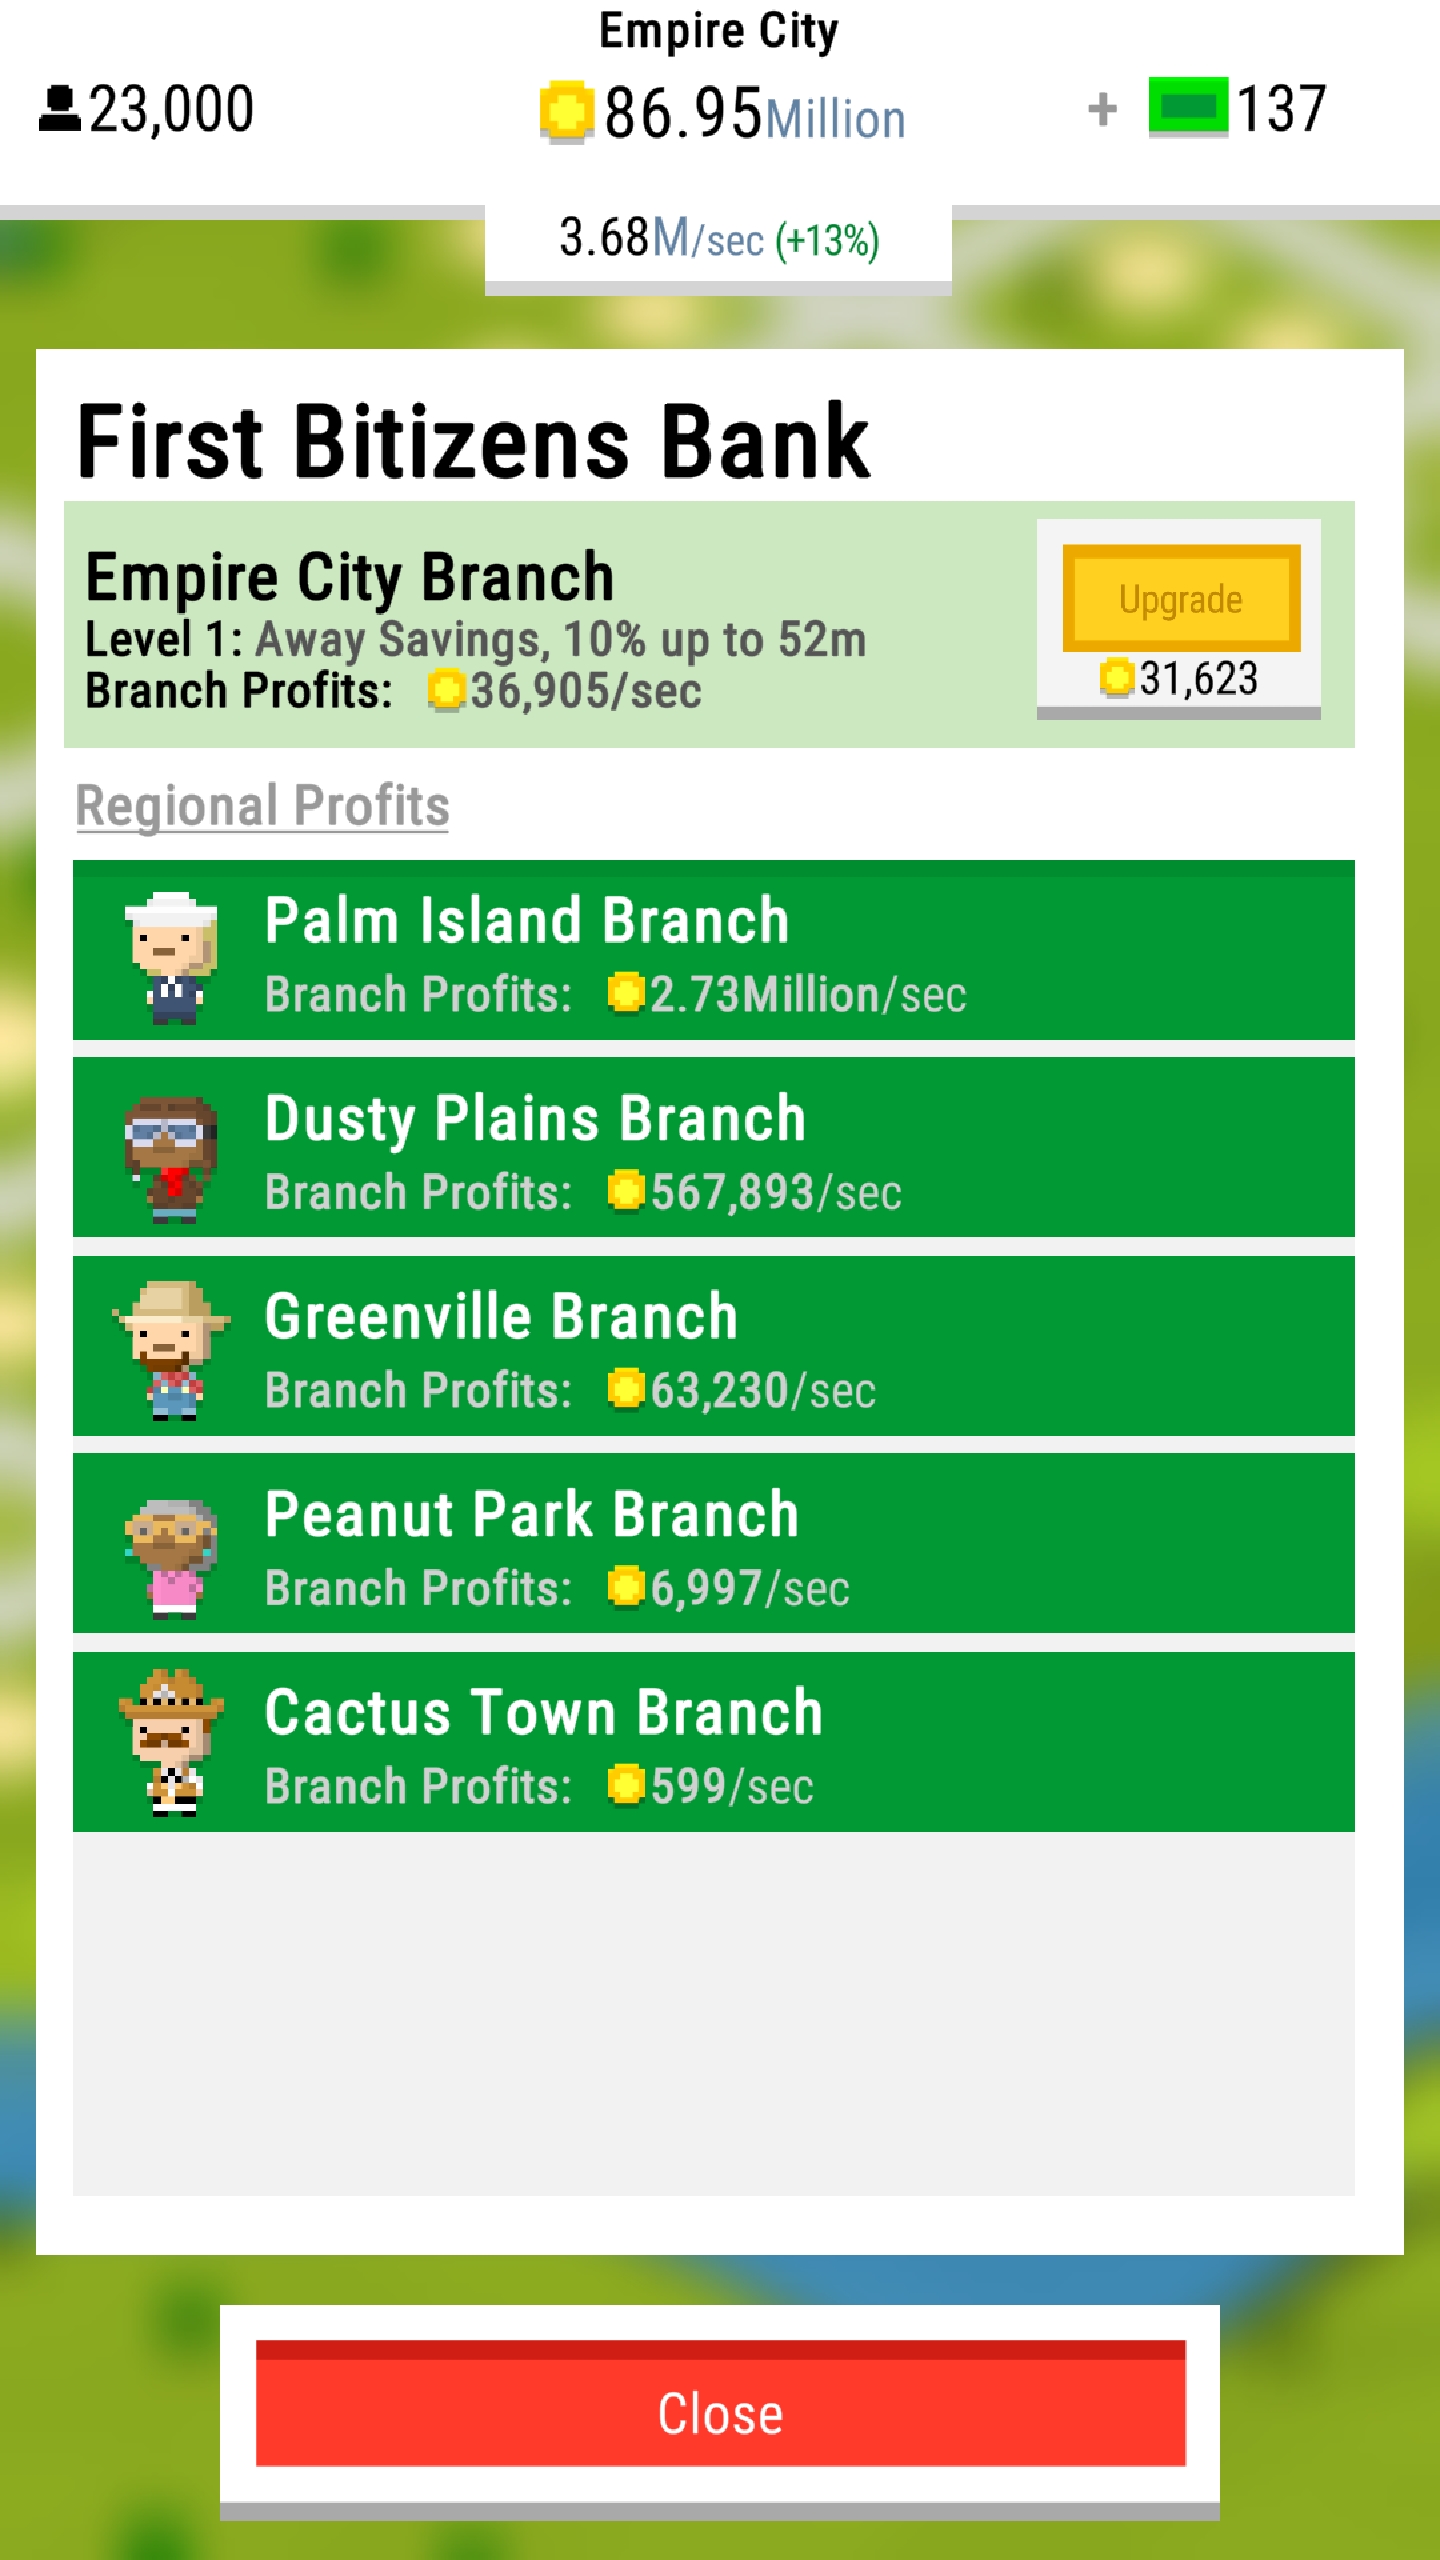 Empire City
23,000
86.95Million
+ 137
3.68M/sec (+13%)
First Bitizens Bank
Empire City Branch
Level 1: Away Savings, 10% up to 52m
Branch Profits: 36,905/sec
Upgrade
31,623
Regional Profits
Palm Island Branch
Branch Profits: 2.73Million/sec
Dusty Plains Branch
Branch Profits: 567,893/sec
Greenville Branch
Branch Profits: 63,230/sec
Peanut Park Branch
Branch Profits: 6,997/sec
Cactus Town Branch
Branch Profits: 599/sec
Close